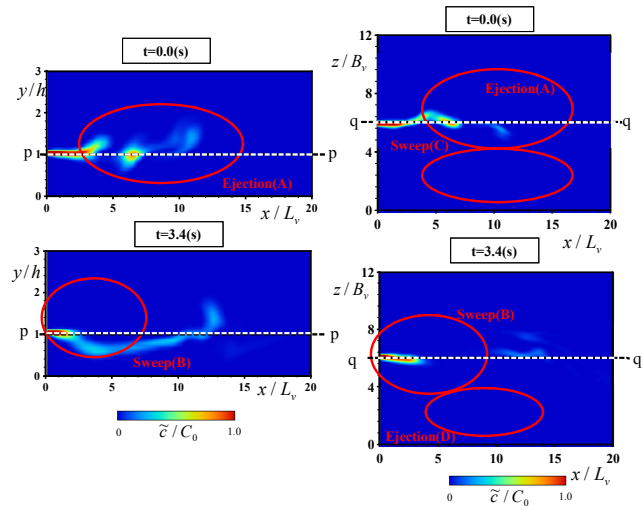 t=0.0(s)
y/h
3
2
p
1
p
0
Ejection(A)
0
5
10
15
20
x / L_v
t=3.4(s)
y/h
3
2
p
1
p
0
Sweep(B)
0
5
10
15
20
x / L_v
0
c̃ / C_0
1.0
t=0.0(s)
z / B_v
12
8
Ejection(A)
q
q
Sweep(C)
4
0
0
5
10
15
20
x / L_v
t=3.4(s)
z / B_v
12
8
Sweep(B)
q
q
4
Ejection(D)
0
0
5
10
15
20
x / L_v
0
c̃ / C_0
1.0